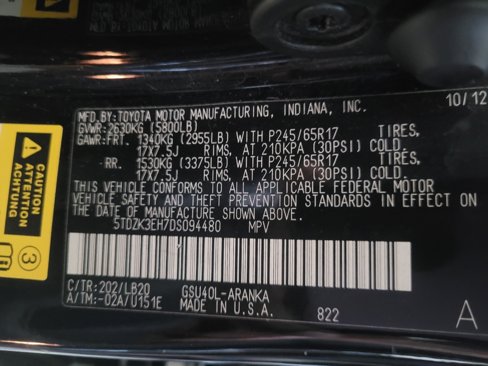 MFD.BY:TOYOTA MOTOR MANUFACTURING, INDIANA, INC. 10/12
GVWR:2630KG (5800LB)
GAWR:FRT. 1340KG (2955LB) WITH P245/65R17 TIRES,
17X7.5J RIMS, AT 210KPA (30PSI) COLD.
RR. 1530KG (3375LB) WITH P245/65R17 TIRES,
17X7.5J RIMS, AT 210KPA (30PSI) COLD.
THIS VEHICLE CONFORMS TO ALL APPLICABLE FEDERAL MOTOR
VEHICLE SAFETY AND THEFT PREVENTION STANDARDS IN EFFECT ON
THE DATE OF MANUFACTURE SHOWN ABOVE.
5TDZK3EH7DS094480 MPV
C/TR:202/LB20 GSU40L-ARANKA
A/TM:-02A/U151E MADE IN U.S.A. 822 A
CAUTION
ATTENTION
ACHTUNG
3